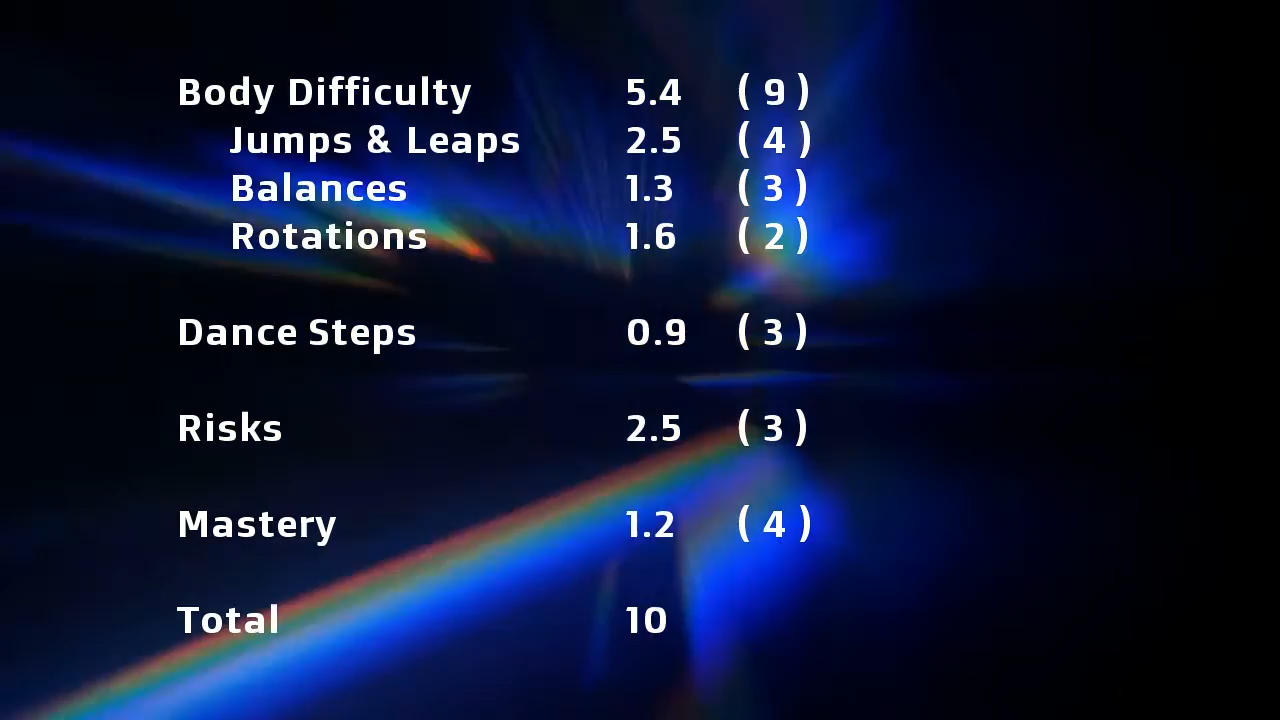 Body Difficulty 5.4 ( 9 )
Jumps & Leaps 2.5 ( 4 )
Balances 1.3 ( 3 )
Rotations 1.6 ( 2 )
Dance Steps 0.9 ( 3 )
Risks 2.5 ( 3 )
Mastery 1.2 ( 4 )
Total 10